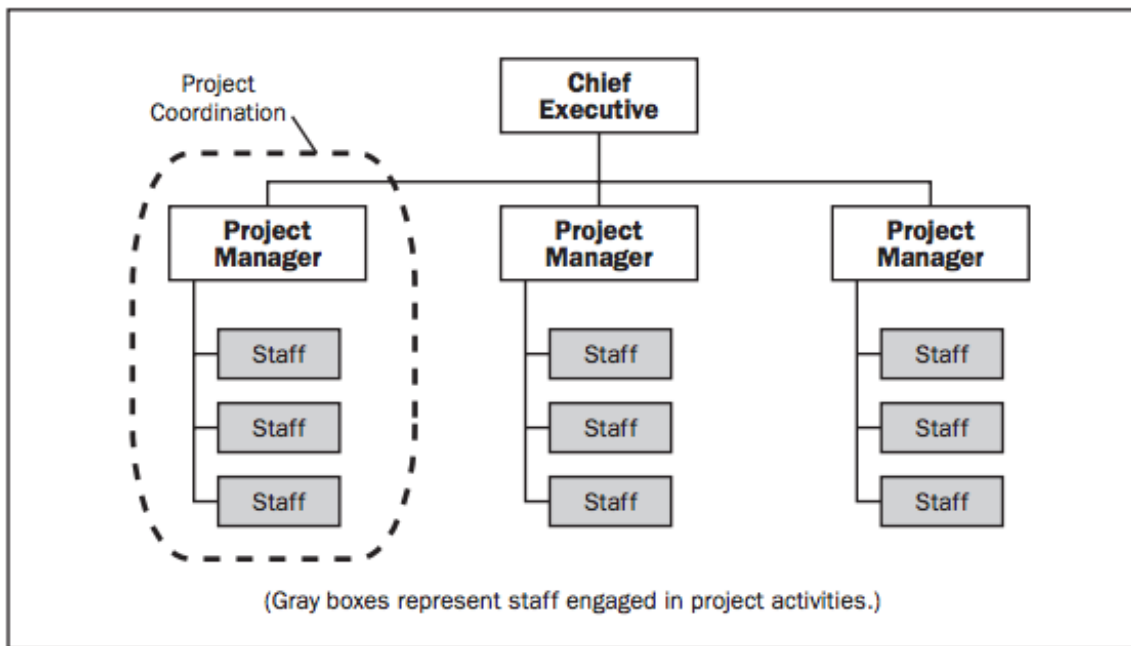 Project
Coordination
Chief
Executive
Project
Manager
Project
Manager
Project
Manager
Staff
Staff
Staff
Staff
Staff
Staff
Staff
Staff
Staff
(Gray boxes represent staff engaged in project activities.)